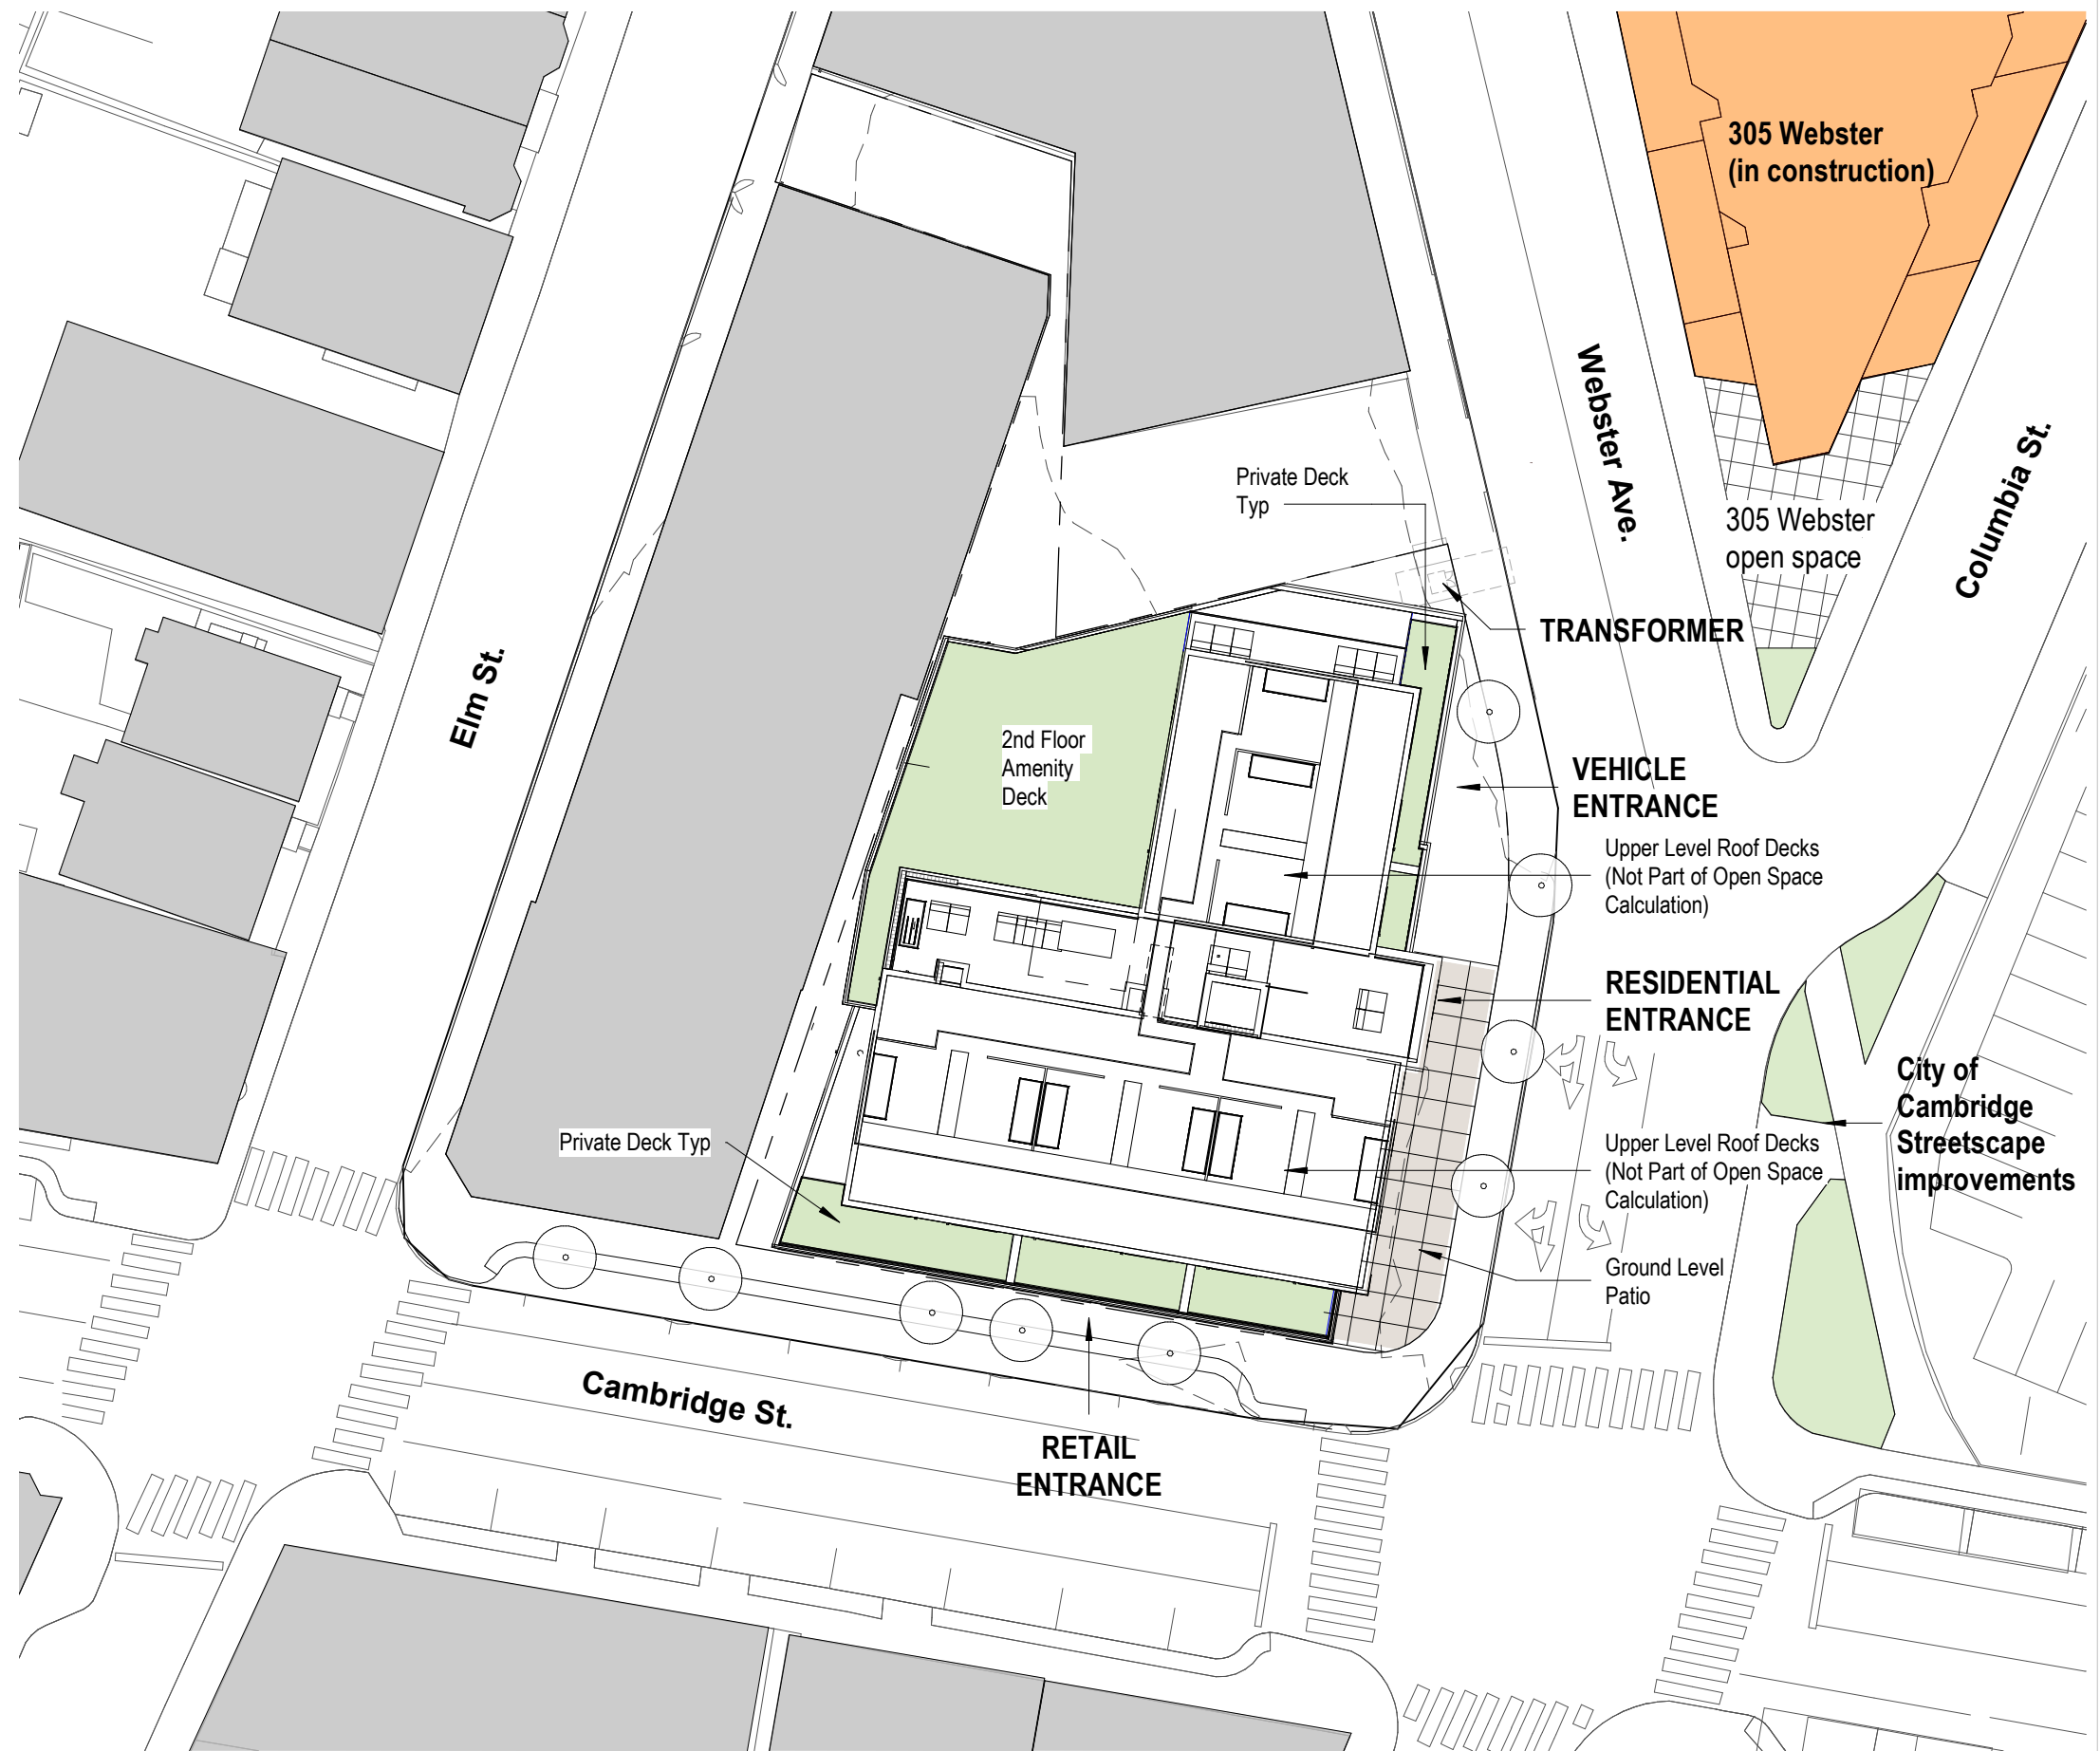 305 Webster
(in construction)
Webster Ave.
Columbia St.
Private Deck
Typ
305 Webster
open space
TRANSFORMER
Elm St.
2nd Floor
Amenity
Deck
VEHICLE
ENTRANCE
Upper Level Roof Decks
(Not Part of Open Space
Calculation)
RESIDENTIAL
ENTRANCE
City of
Cambridge
Streetscape
improvements
Private Deck Typ
Upper Level Roof Decks
(Not Part of Open Space
Calculation)
Ground Level
Patio
Cambridge St.
RETAIL
ENTRANCE